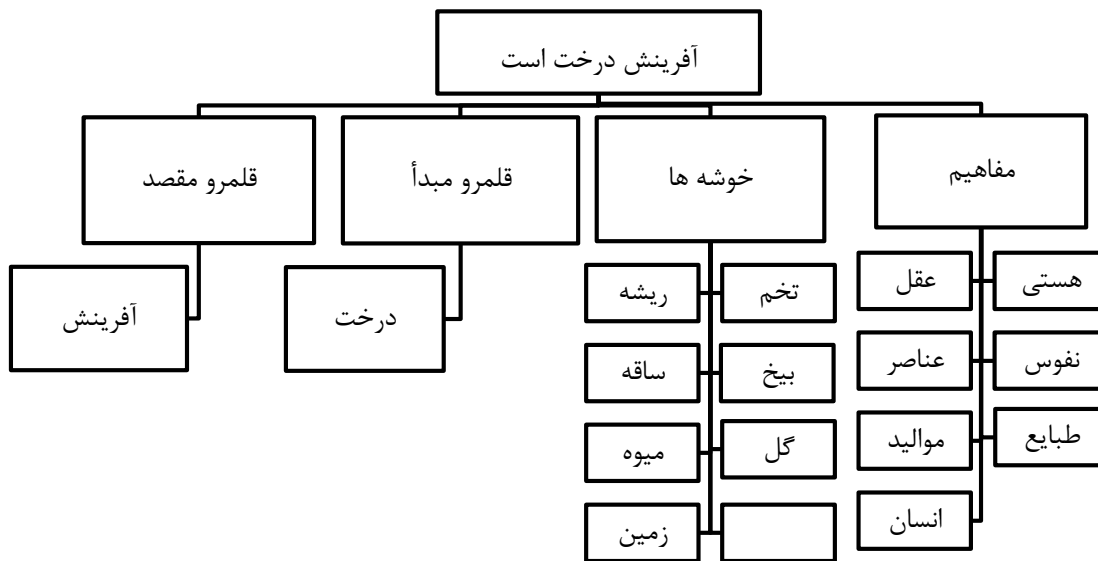 آفرینش درخت است
مفاهیم
خوشه ها
قلمرو مبدأ
قلمرو مقصد
هستی
عقل
نفوس
عناصر
طبایع
موالید
انسان
تخم
ریشه
بیخ
ساقه
گل
میوه
زمین
درخت
آفرینش